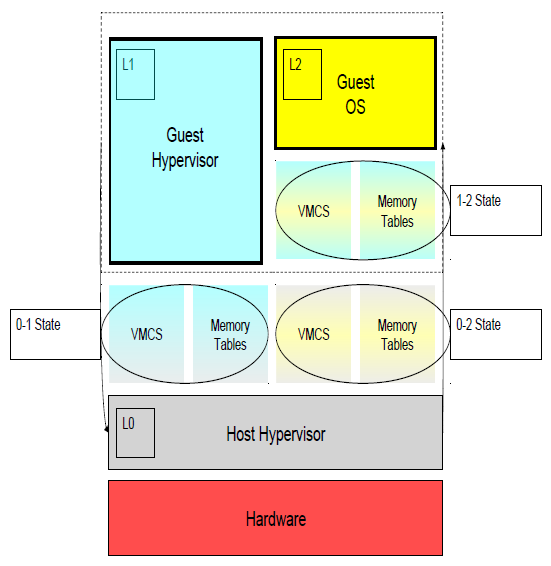 L1
Guest
Hypervisor
L2
Guest
OS
VMCS
Memory
Tables
1-2 State
0-1 State
VMCS
Memory
Tables
VMCS
Memory
Tables
0-2 State
L0
Host Hypervisor
Hardware